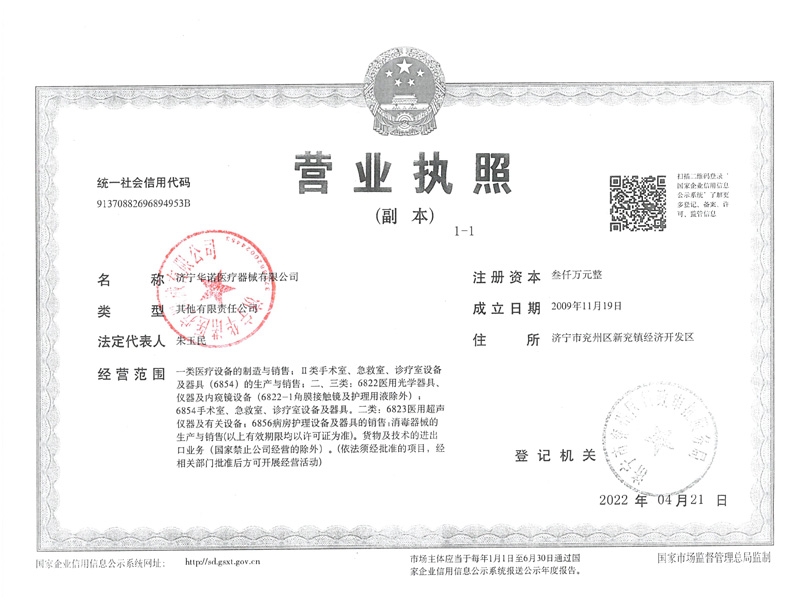 营业执照
(副 本)
1-1
统一社会信用代码
91370882696894953B
扫描二维码登录‘
国家企业信用信息
公示系统’了解更
多登记、备案、许
可、监管信息
名 称 济宁华诺医疗器械有限公司
类 型 其他有限责任公司
法定代表人 朱玉民
经营范围 一类医疗设备的制造与销售；Ⅱ类手术室、急救室、诊疗室设备
及器具（6854）的生产与销售；二、三类：6822医用光学器具、
仪器及内窥镜设备（6822-1角膜接触镜及护理用液除外）；
6854手术室、急救室、诊疗室设备及器具。二类：6823医用超声
仪器及有关设备；6856病房护理设备及器具的销售；消毒器械的
生产与销售(以上有效期限均以许可证为准)。货物及技术的进出
口业务（国家禁止公司经营的除外）。(依法须经批准的项目，经
相关部门批准后方可开展经营活动)
注册资本 叁仟万元整
成立日期 2009年11月19日
住 所 济宁市兖州区新兖镇经济开发区
登记机关
2022 年 04 月 21 日
国家企业信用信息公示系统网址：
http://sd.gsxt.gov.cn
市场主体应当于每年1月1日至6月30日通过国
家企业信用信息公示系统报送公示年度报告。
国家市场监督管理总局监制